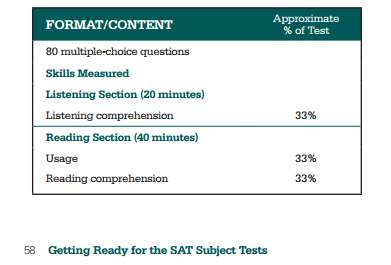 FORMAT/CONTENT
Approximate
% of Test
80 multiple-choice questions
Skills Measured
Listening Section (20 minutes)
Listening comprehension 33%
Reading Section (40 minutes)
Usage 33%
Reading comprehension 33%
58 Getting Ready for the SAT Subject Tests